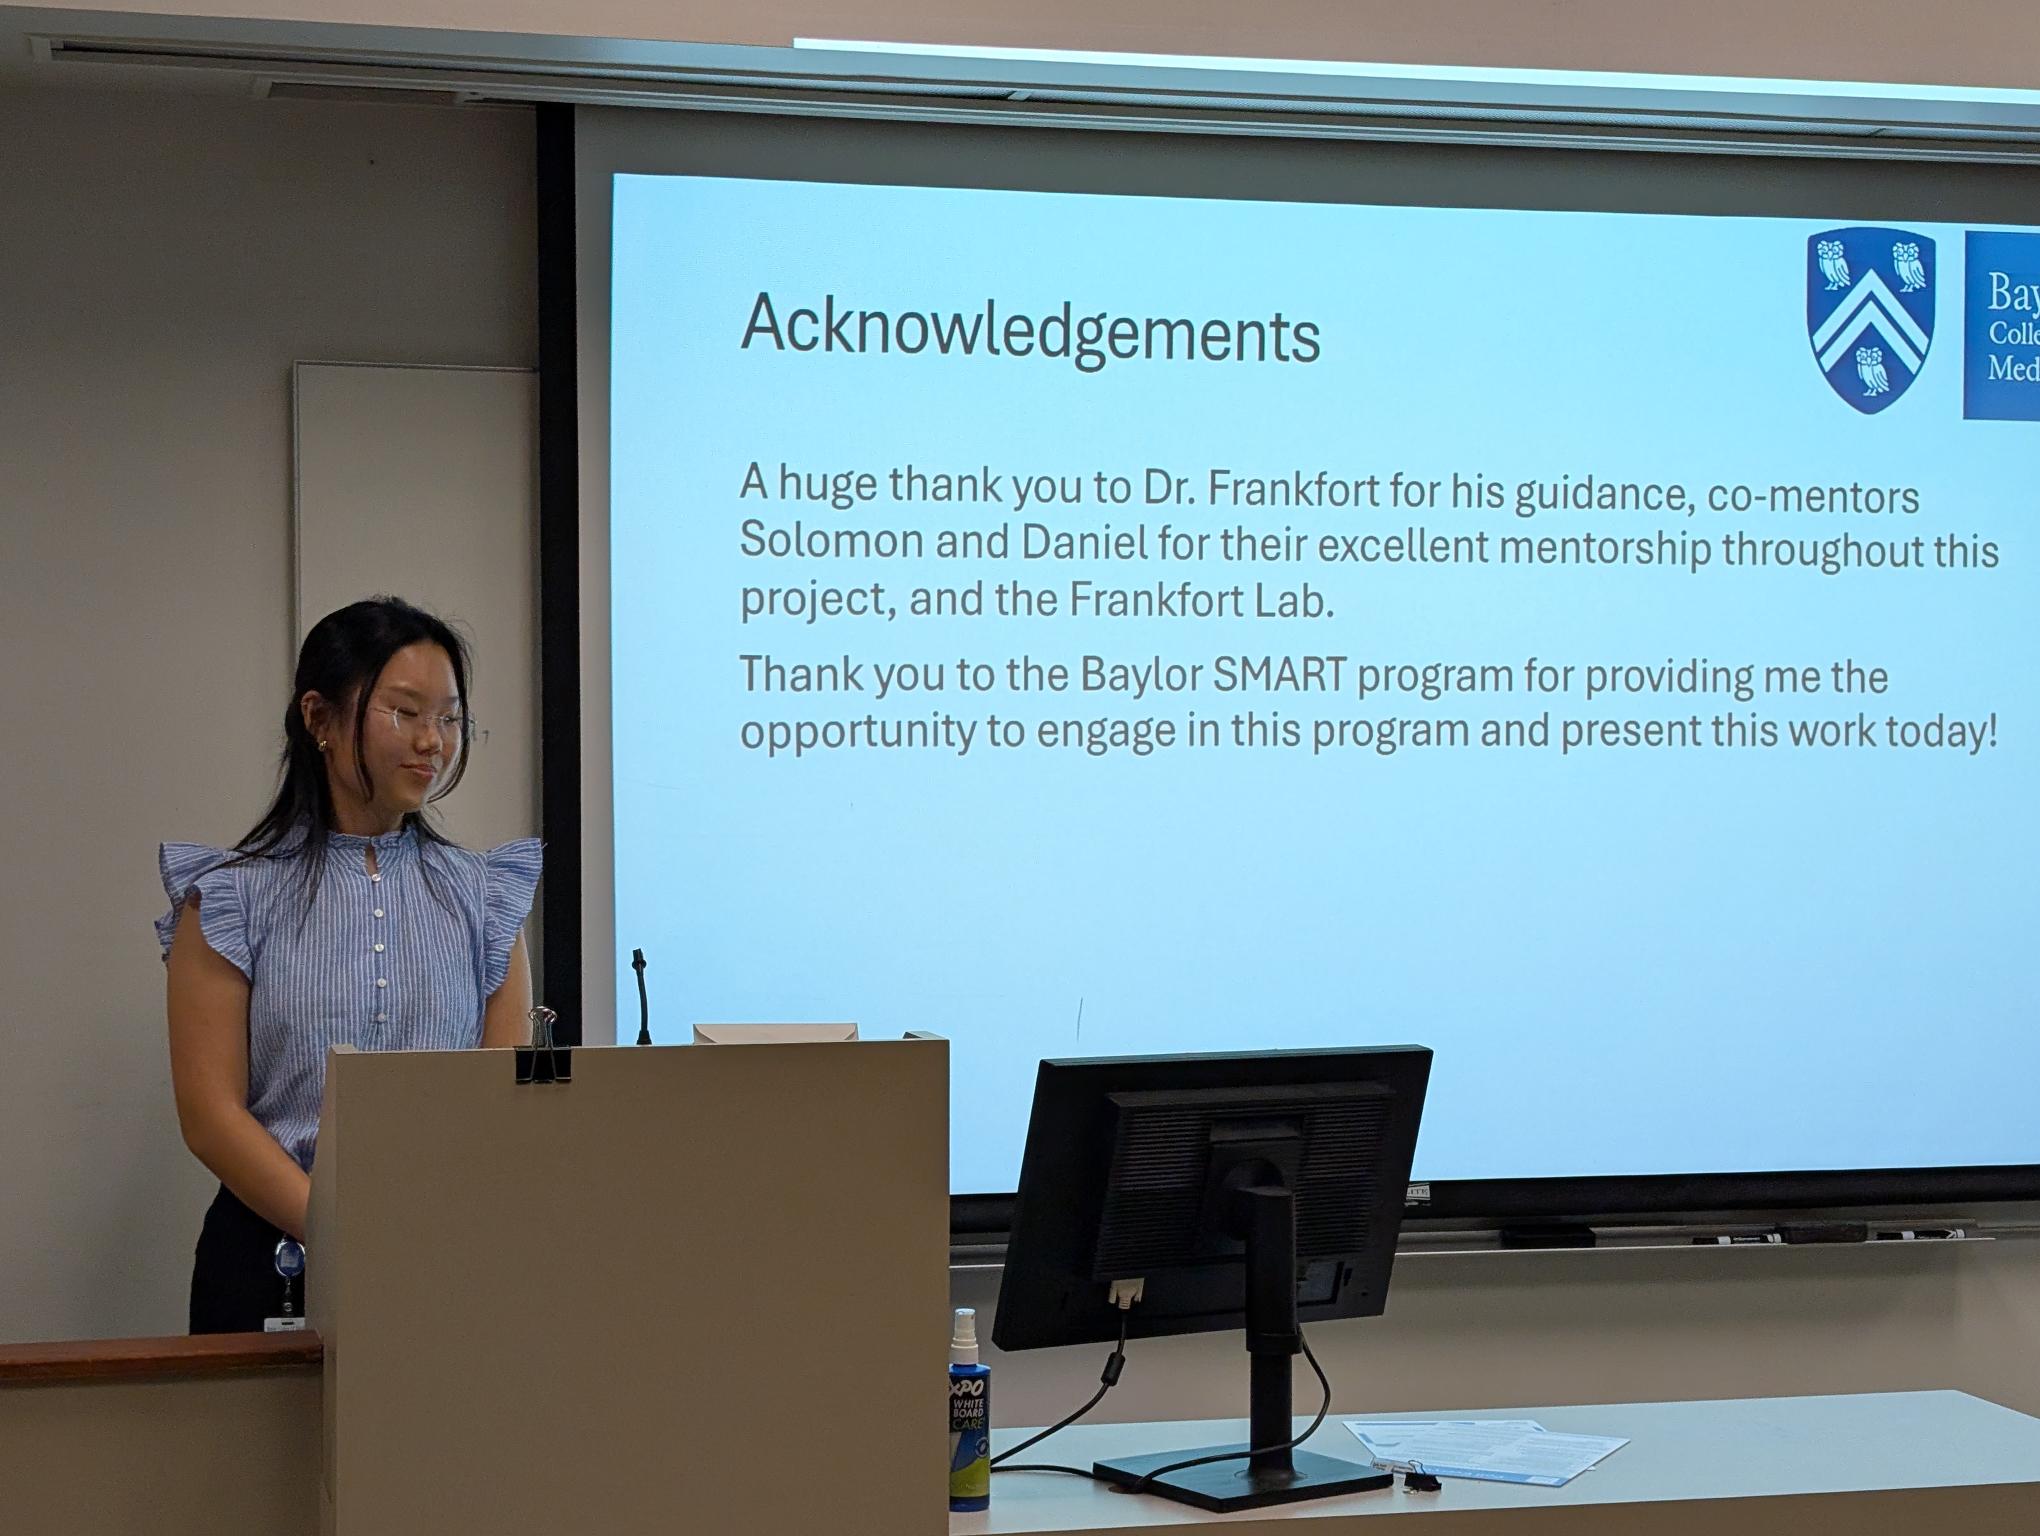 Acknowledgements
Bay
Colle
Med
A huge thank you to Dr. Frankfort for his guidance, co-mentors
Solomon and Daniel for their excellent mentorship throughout this
project, and the Frankfort Lab.
Thank you to the Baylor SMART program for providing me the
opportunity to engage in this program and present this work today!
XPO
WHITE
BOARD
CARE